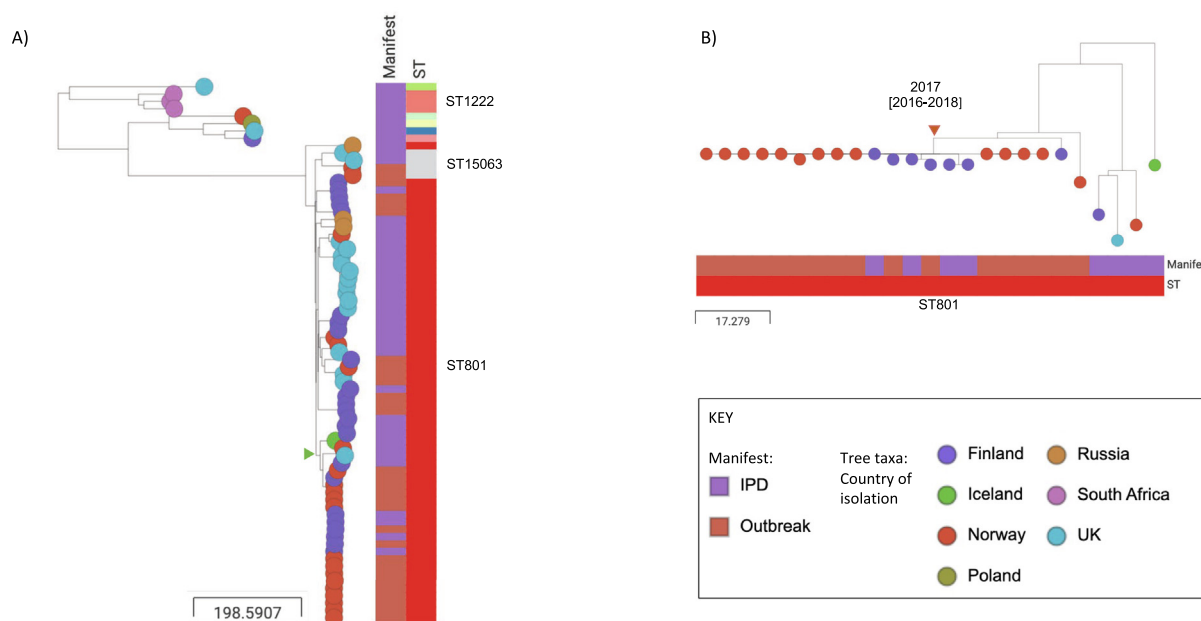 A)
Manifest
ST
ST1222
ST15063
ST801
198.5907
B)
2017
[2016-2018]
Manife
ST
ST801
17.279
KEY
Manifest:
IPD
Outbreak
Tree taxa:
Country of
isolation
Finland
Iceland
Norway
Poland
Russia
South Africa
UK